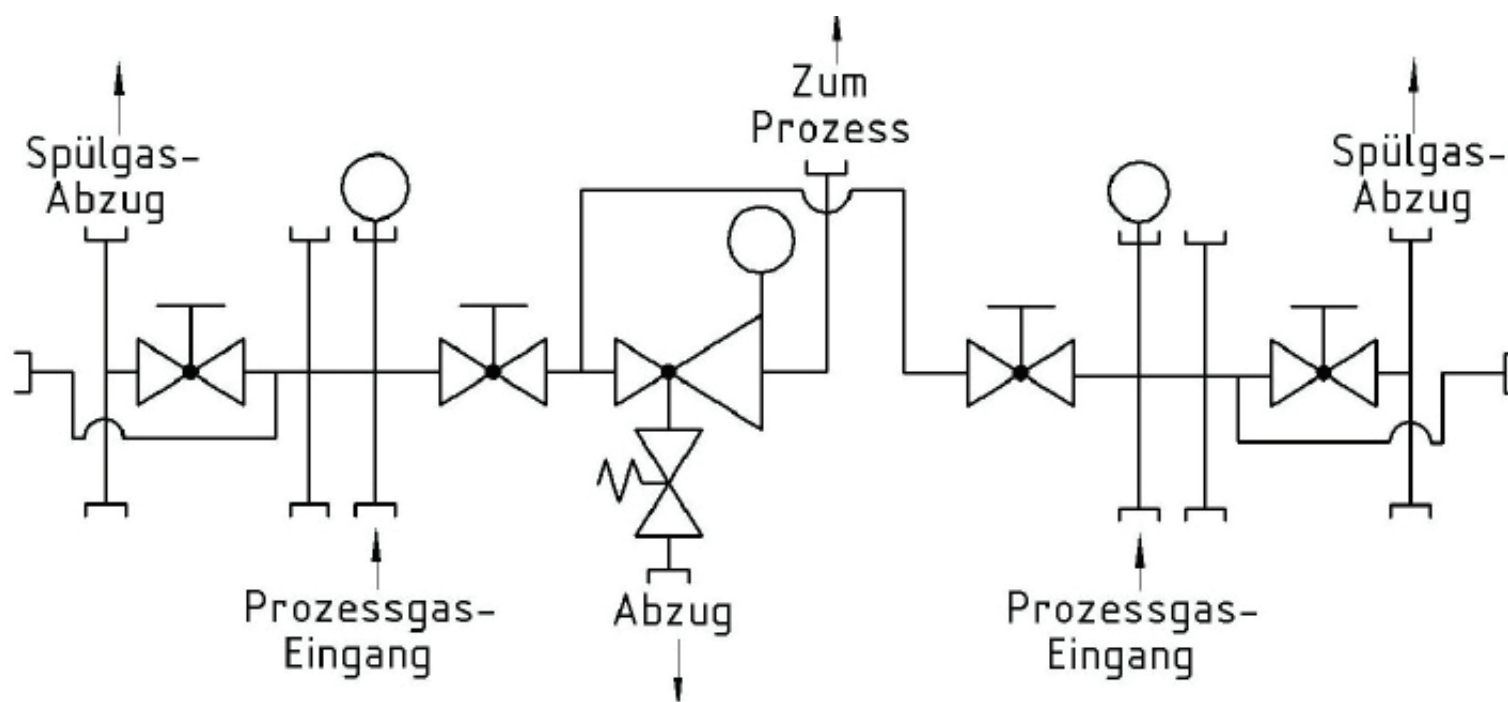 Zum
Prozess
Spülgas-
Abzug
Spülgas-
Abzug
Prozessgas-
Eingang
Abzug
Prozessgas-
Eingang